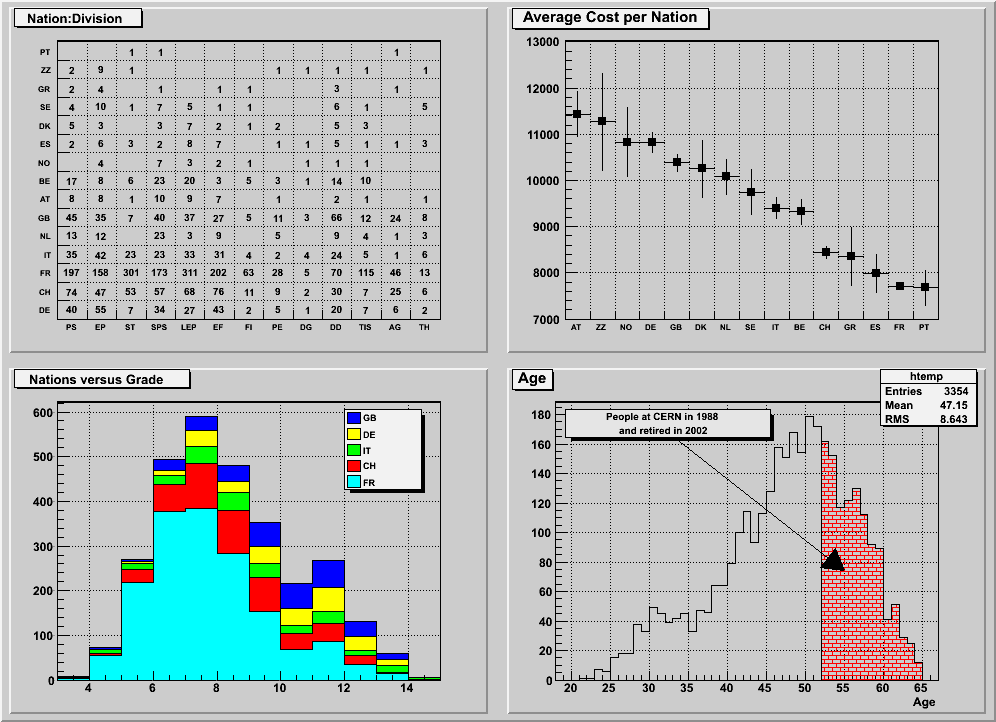 Nation:Division
PT 1 1 1
ZZ 2 9 1 1 1 1 1 1
GR 2 4 1 1 1 3 1
SE 4 10 1 7 5 1 1 6 1 5
DK 5 3 3 7 2 1 2 5 3
ES 2 6 3 2 8 7 1 1 5 1 1 3
NO 4 7 3 2 1 1 1 1
BE 17 8 6 23 20 3 5 3 1 14 10
AT 8 8 1 10 9 7 1 2 1 1
GB 45 35 7 40 37 27 5 11 3 66 12 24 8
NL 13 12 23 3 9 5 9 4 1 3
IT 35 42 23 23 33 31 4 2 4 24 5 1 6
FR 197 158 301 173 311 202 63 28 5 70 115 46 13
CH 74 47 53 57 68 76 11 9 2 30 7 25 6
DE 40 55 7 34 27 43 2 5 1 20 7 6 2
PS EP ST SPS LEP EF FI PE DG DD TIS AG TH
Average Cost per Nation
13000
12000
11000
10000
9000
8000
7000
AT ZZ NO DE GB DK NL SE IT BE CH GR ES FR PT
Nations versus Grade
600
500
400
300
200
100
0
4 6 8 10 12 14
GB
DE
IT
CH
FR
Age
htemp
Entries 3354
Mean 47.15
RMS 8.643
People at CERN in 1988
and retired in 2002
180
160
140
120
100
80
60
40
20
0
20 25 30 35 40 45 50 55 60 65
Age